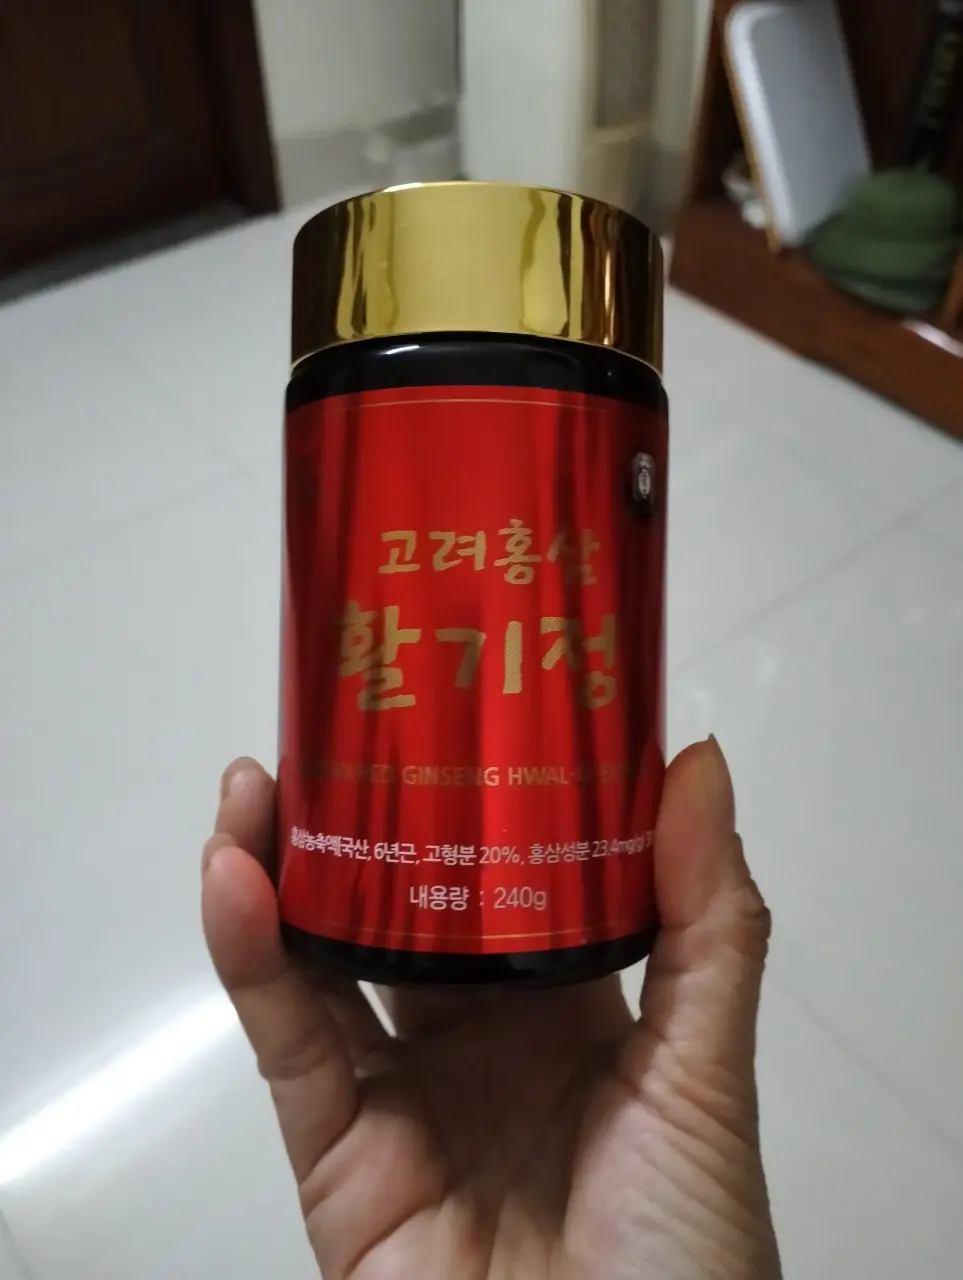 고려홍삼
활기정
RED GINSENG HWAL
홍삼농축액(국산, 6년근, 고형분 20%, 홍삼성분 23.4mg/g)
내용량 : 240g